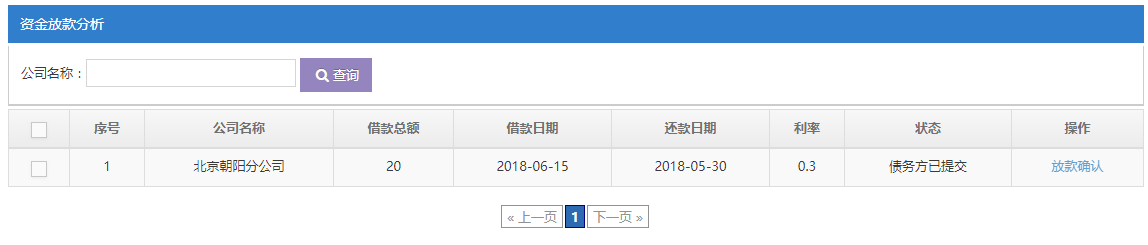 资金放款分析
公司名称： 查询
序号 公司名称 借款总额 借款日期 还款日期 利率 状态 操作
1 北京朝阳分公司 20 2018-06-15 2018-05-30 0.3 债务方已提交 放款确认
« 上一页 1 下一页 »